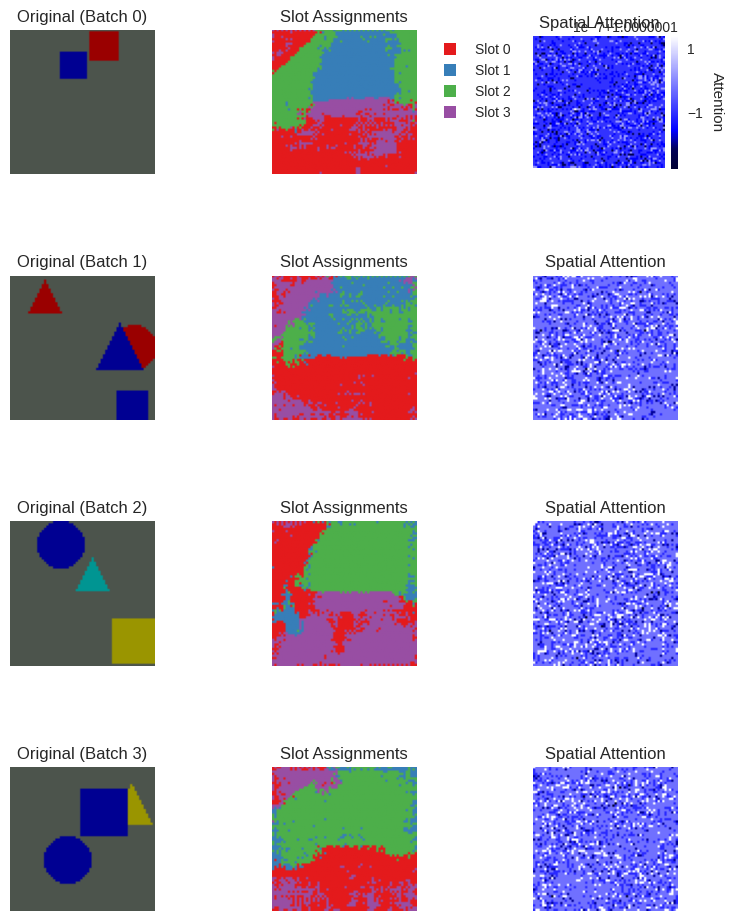 Original (Batch 0)
Slot Assignments
Slot 0
Slot 1
Slot 2
Slot 3
Spatial Attention
1e−7+1.0000001
1
−1
Attention
Original (Batch 1)
Slot Assignments
Spatial Attention
Original (Batch 2)
Slot Assignments
Spatial Attention
Original (Batch 3)
Slot Assignments
Spatial Attention